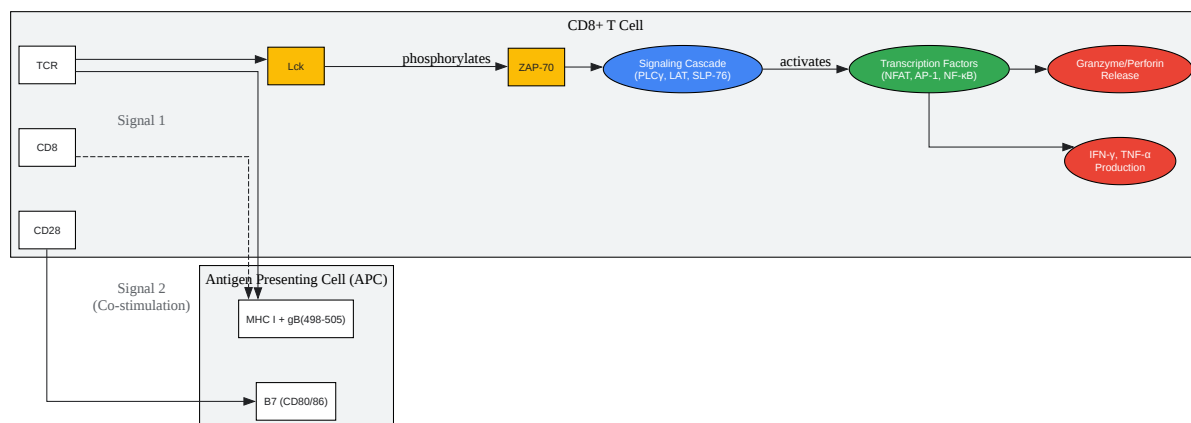 CD8+ T Cell
TCR
Lck
phosphorylates
ZAP-70
Signaling Cascade
(PLCγ, LAT, SLP-76)
activates
Transcription Factors
(NFAT, AP-1, NF-κB)
Granzyme/Perforin
Release
Signal 1
CD8
IFN-γ, TNF-α
Production
CD28
Antigen Presenting Cell (APC)
Signal 2
(Co-stimulation)
MHC I + gB(498-505)
B7 (CD80/86)